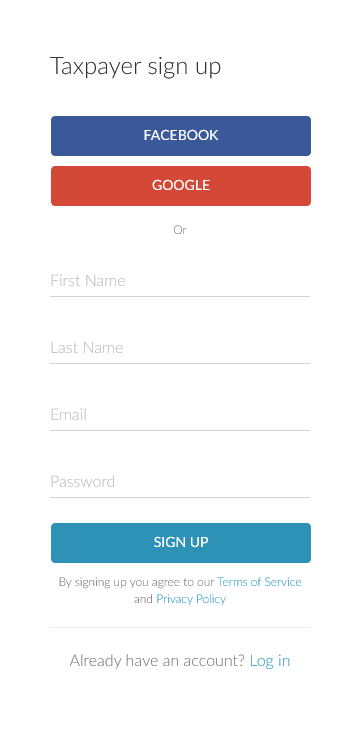 Taxpayer sign up
FACEBOOK
GOOGLE
Or
First Name
Last Name
Email
Password
SIGN UP
By signing up you agree to our Terms of Service
and Privacy Policy
Already have an account? Log in